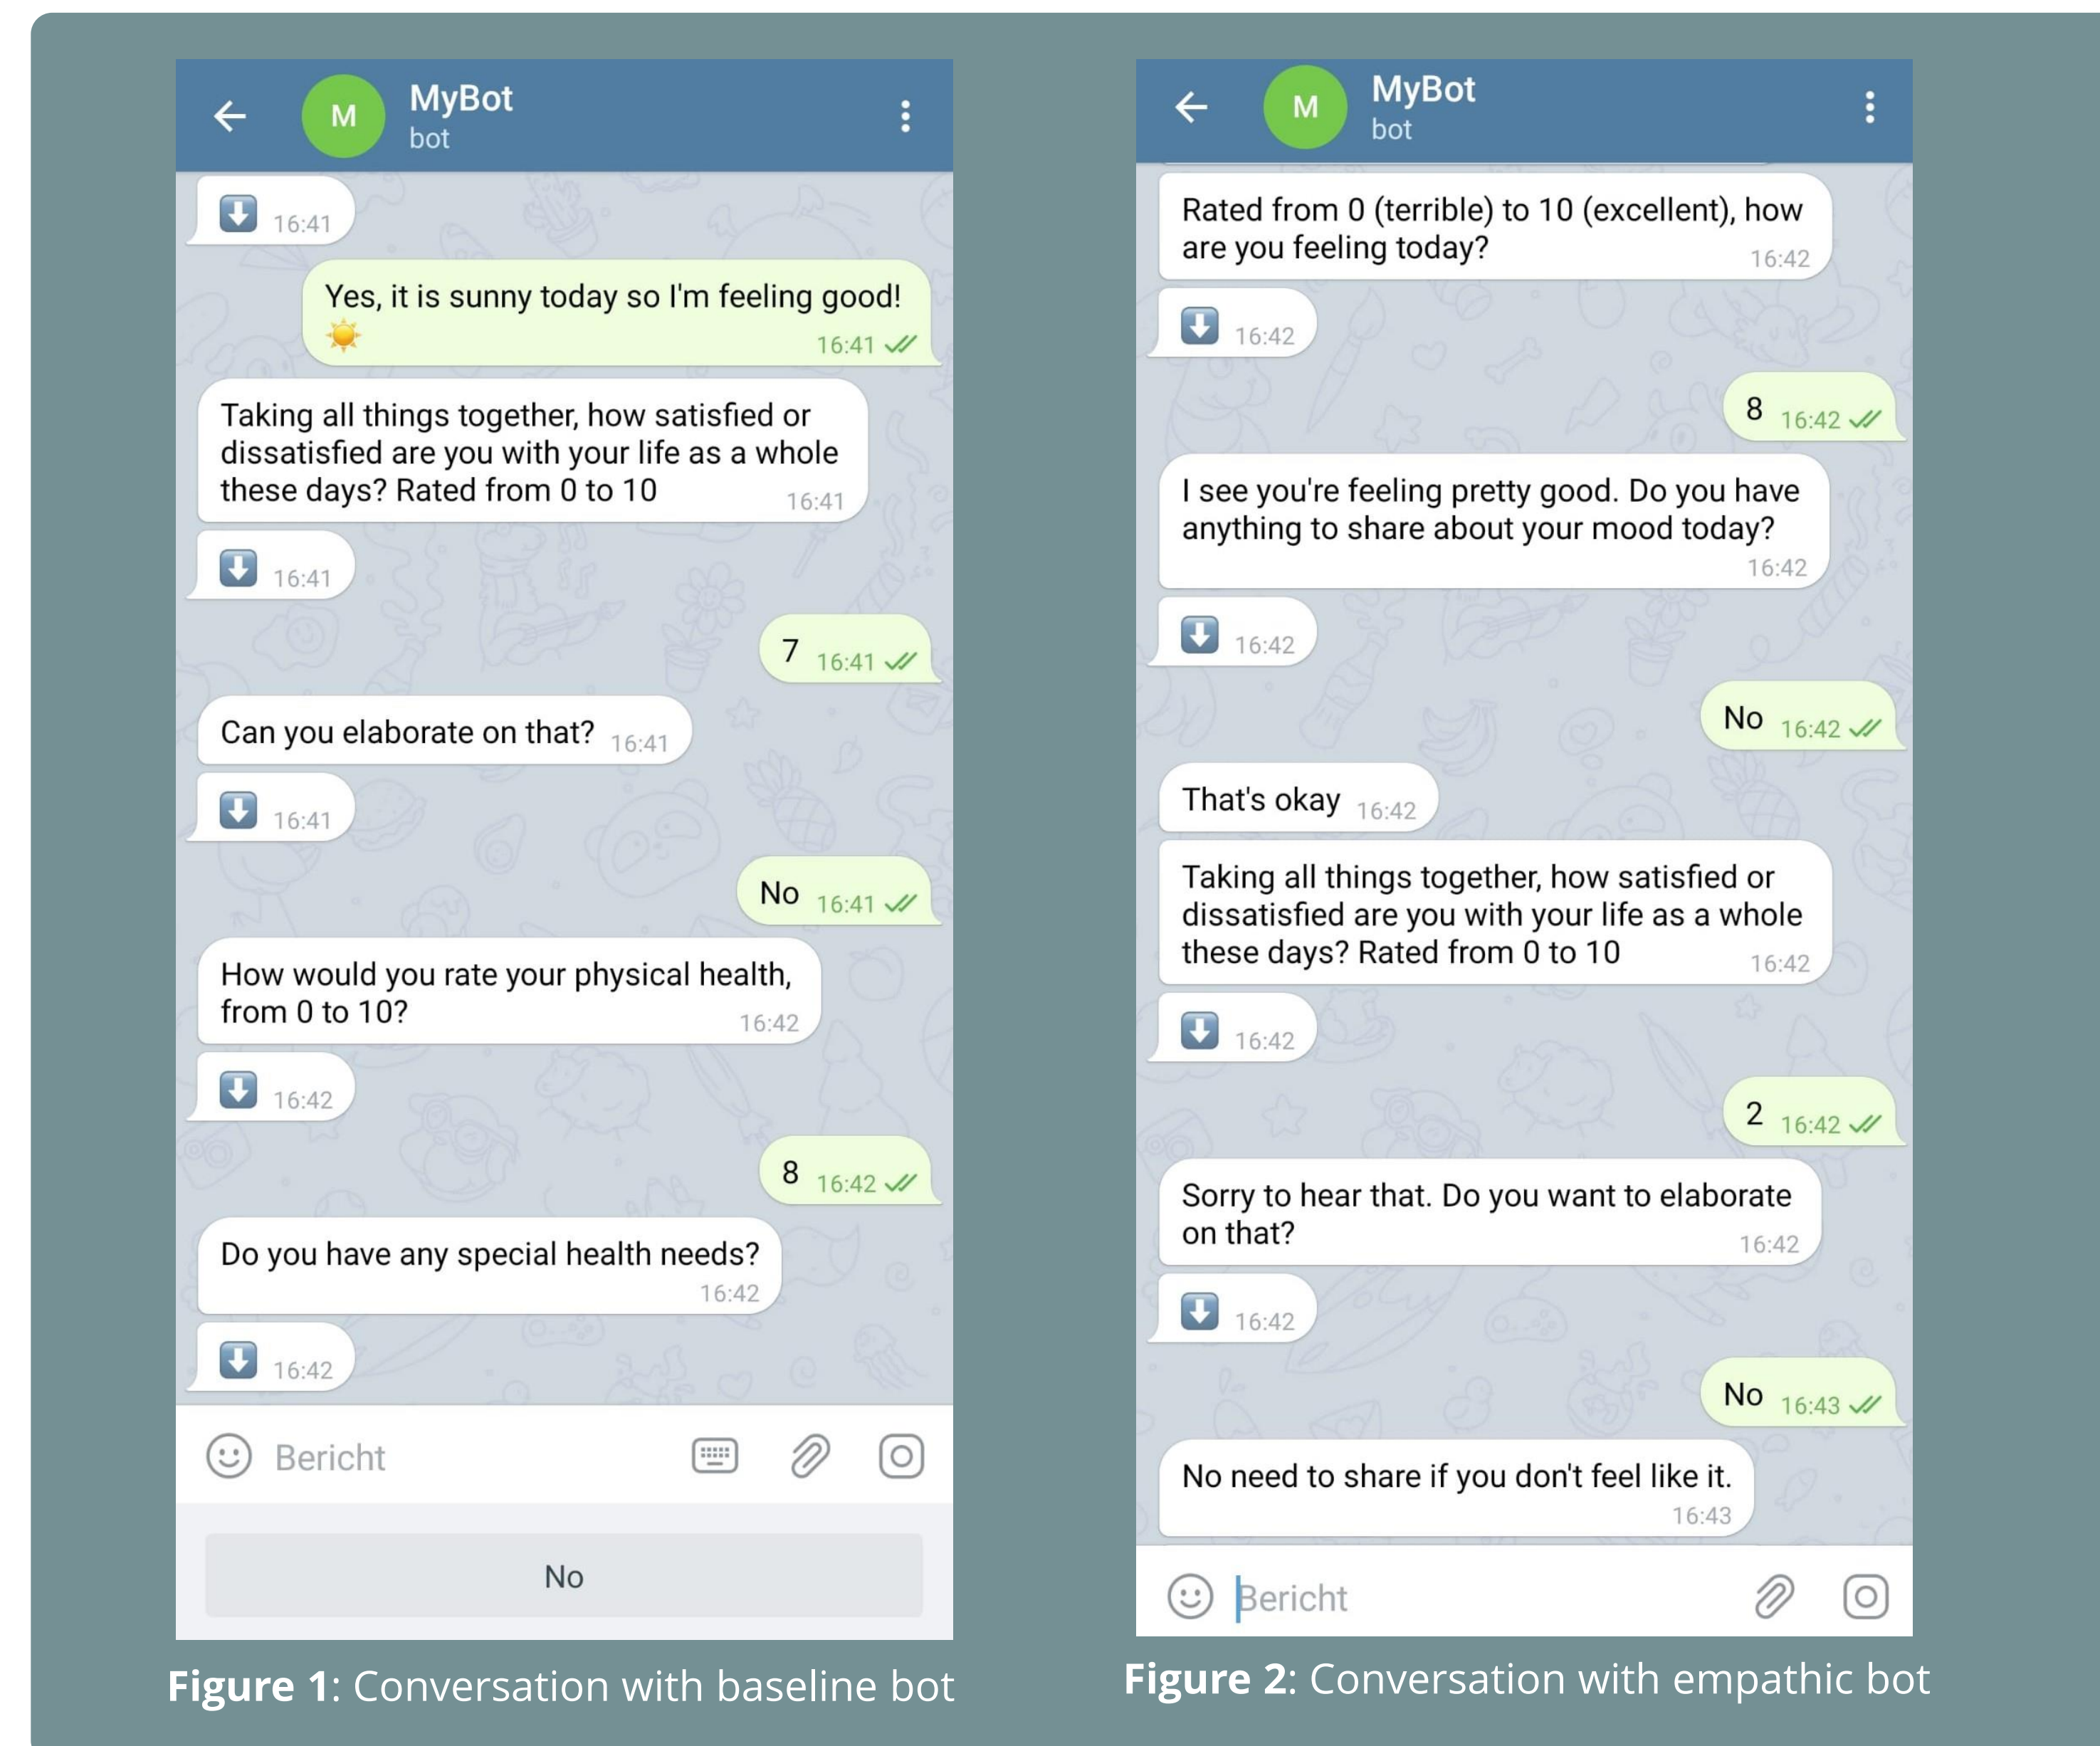 M
MyBot
bot
16:41
Yes, it is sunny today so I'm feeling good!
☀️
16:41
Taking all things together, how satisfied or
dissatisfied are you with your life as a whole
these days? Rated from 0 to 10 16:41
16:41
7 16:41
Can you elaborate on that? 16:41
16:41
No 16:41
How would you rate your physical health,
from 0 to 10? 16:42
16:42
8 16:42
Do you have any special health needs?
16:42
16:42
Bericht
No
Figure 1: Conversation with baseline bot
M
MyBot
bot
Rated from 0 (terrible) to 10 (excellent), how
are you feeling today? 16:42
16:42
8 16:42
I see you're feeling pretty good. Do you have
anything to share about your mood today?
16:42
16:42
No 16:42
That's okay 16:42
Taking all things together, how satisfied or
dissatisfied are you with your life as a whole
these days? Rated from 0 to 10 16:42
16:42
2 16:42
Sorry to hear that. Do you want to elaborate
on that? 16:42
16:42
No 16:43
No need to share if you don't feel like it.
16:43
Bericht
Figure 2: Conversation with empathic bot